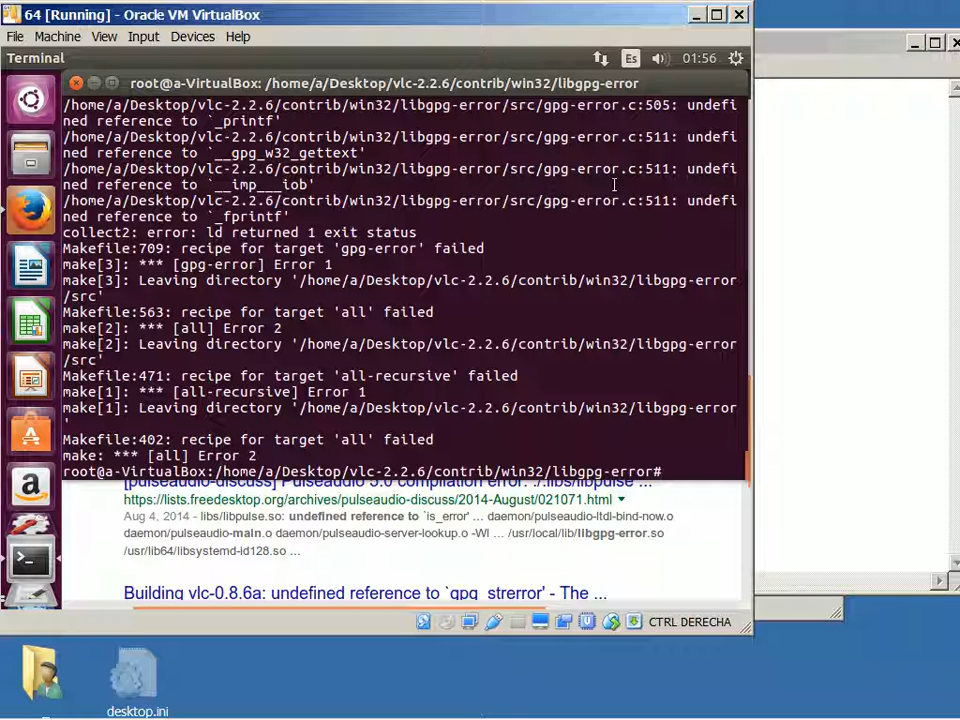 64 [Running] - Oracle VM VirtualBox
File Machine View Input Devices Help
Terminal Es 01:56
root@a-VirtualBox: /home/a/Desktop/vlc-2.2.6/contrib/win32/libgpg-error
/home/a/Desktop/vlc-2.2.6/contrib/win32/libgpg-error/src/gpg-error.c:505: undefi
ned reference to `_printf'
/home/a/Desktop/vlc-2.2.6/contrib/win32/libgpg-error/src/gpg-error.c:511: undefi
ned reference to `__gpg_w32_gettext'
/home/a/Desktop/vlc-2.2.6/contrib/win32/libgpg-error/src/gpg-error.c:511: undefi
ned reference to `__imp___iob'
/home/a/Desktop/vlc-2.2.6/contrib/win32/libgpg-error/src/gpg-error.c:511: undefi
ned reference to `_fprintf'
collect2: error: ld returned 1 exit status
Makefile:709: recipe for target 'gpg-error' failed
make[3]: *** [gpg-error] Error 1
make[3]: Leaving directory '/home/a/Desktop/vlc-2.2.6/contrib/win32/libgpg-error
/src'
Makefile:563: recipe for target 'all' failed
make[2]: *** [all] Error 2
make[2]: Leaving directory '/home/a/Desktop/vlc-2.2.6/contrib/win32/libgpg-error
/src'
Makefile:471: recipe for target 'all-recursive' failed
make[1]: *** [all-recursive] Error 1
make[1]: Leaving directory '/home/a/Desktop/vlc-2.2.6/contrib/win32/libgpg-error
'
Makefile:402: recipe for target 'all' failed
make: *** [all] Error 2
root@a-VirtualBox:/home/a/Desktop/vlc-2.2.6/contrib/win32/libgpg-error#
[pulseaudio-discuss] Pulseaudio 5.0 compilation error: ./.libs/libpulse ...
https://lists.freedesktop.org/archives/pulseaudio-discuss/2014-August/021071.html
Aug 4, 2014 - libs/libpulse.so: undefined reference to `is_error' ... daemon/pulseaudio-ltdl-bind-now.o
daemon/pulseaudio-main.o daemon/pulseaudio-server-lookup.o -Wl ... /usr/local/lib/libgpg-error.so
/usr/lib64/libsystemd-id128.so ...
Building vlc-0.8.6a: undefined reference to `gpg_strerror' - The ...
CTRL DERECHA
desktop.ini